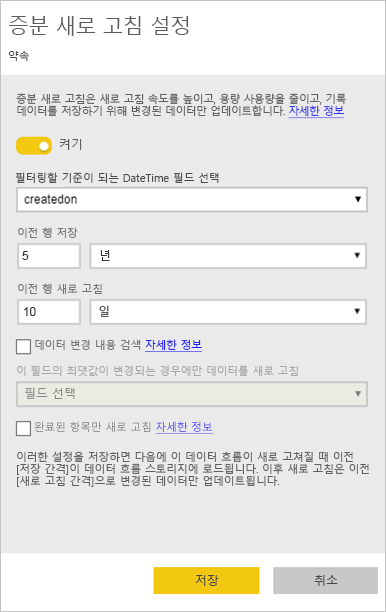 증분 새로 고침 설정
약속
증분 새로 고침은 새로 고침 속도를 높이고, 용량 사용량을 줄이고, 기록
데이터를 저장하기 위해 변경된 데이터만 업데이트합니다. 자세한 정보
켜기
필터링할 기준이 되는 DateTime 필드 선택
createdon
이전 행 저장
5 년
이전 행 새로 고침
10 일
데이터 변경 내용 검색 자세한 정보
이 필드의 최댓값이 변경되는 경우에만 데이터를 새로 고침
필드 선택
완료된 항목만 새로 고침 자세한 정보
이러한 설정을 저장하면 다음에 이 데이터 흐름이 새로 고쳐질 때 이전
[저장 간격]이 데이터 흐름 스토리지에 로드됩니다. 이후 새로 고침은 이전
[새로 고침 간격]으로 변경된 데이터만 업데이트됩니다.
저장 취소